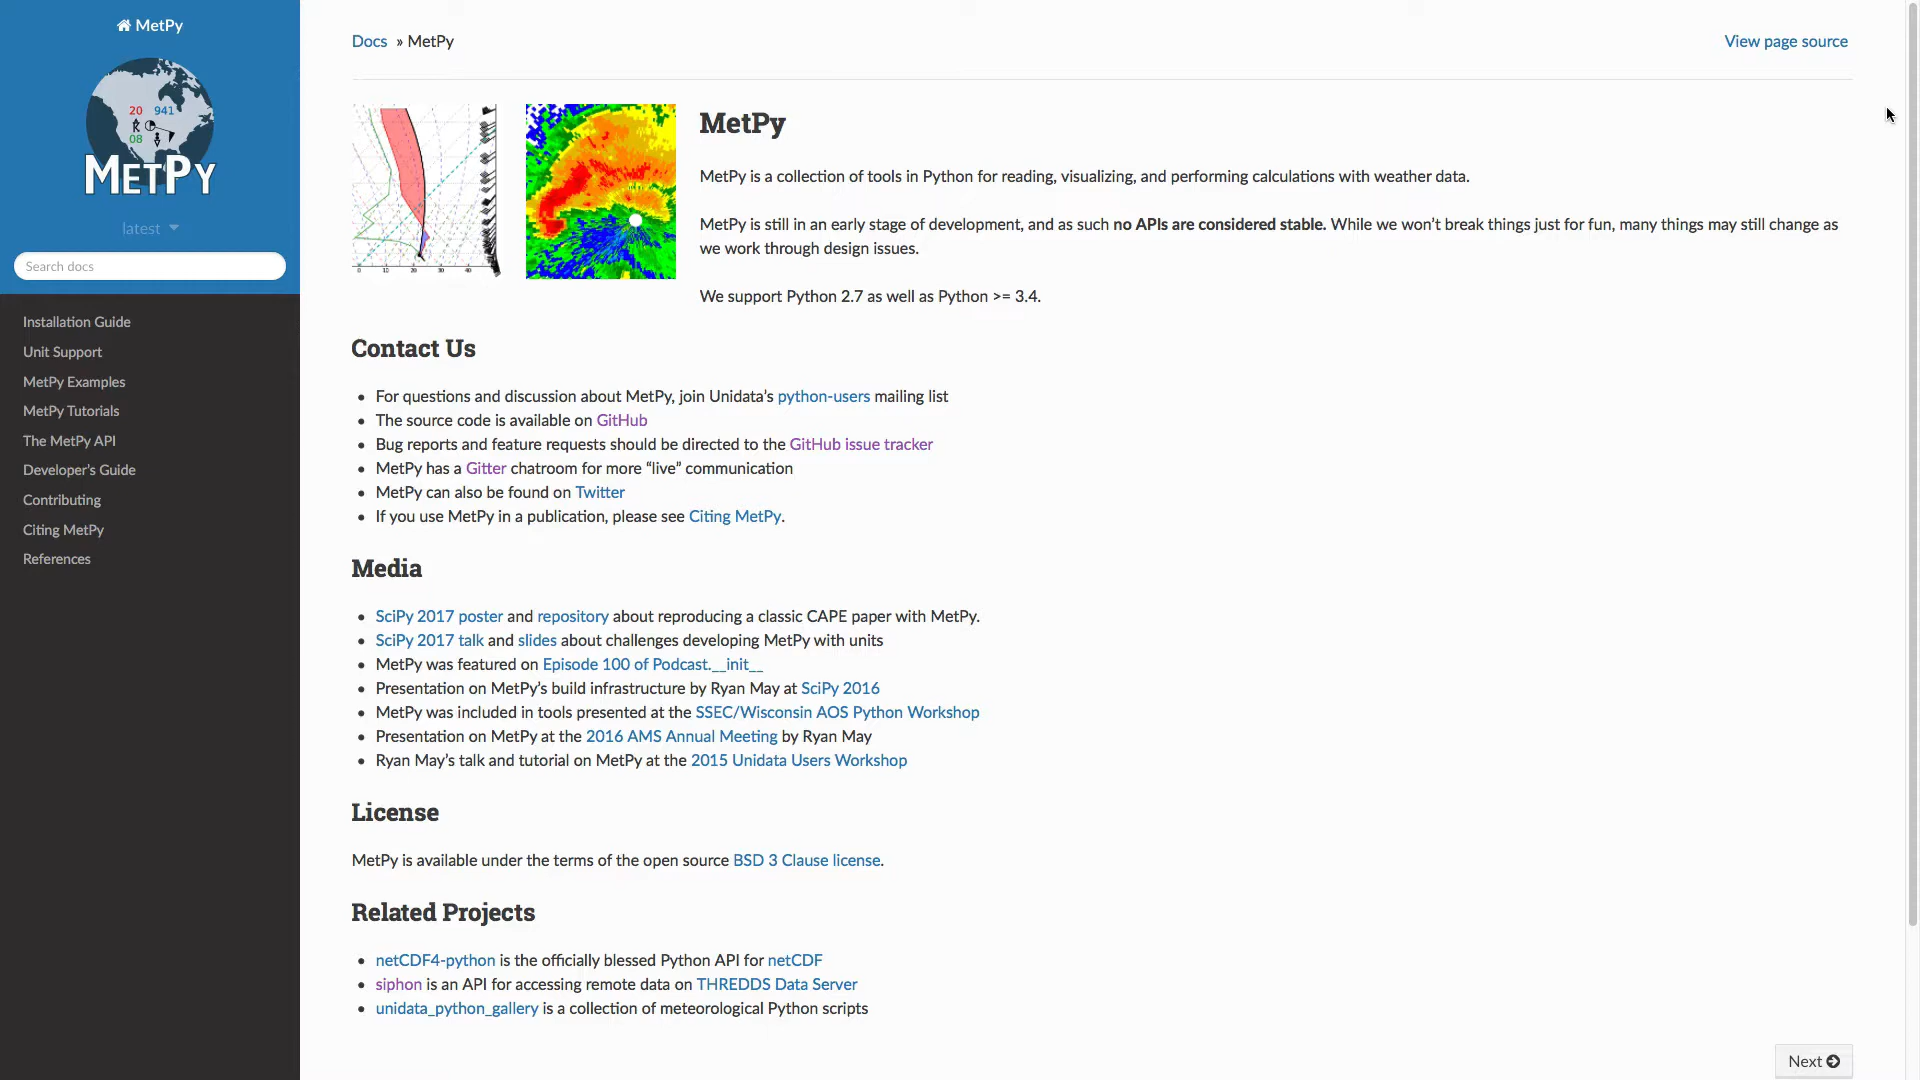 MetPy
20 941
08
METPY
latest
Search docs
Installation Guide
Unit Support
MetPy Examples
MetPy Tutorials
The MetPy API
Developer's Guide
Contributing
Citing MetPy
References
Docs » MetPy
View page source
0 10 20 30 40
MetPy
MetPy is a collection of tools in Python for reading, visualizing, and performing calculations with weather data.
MetPy is still in an early stage of development, and as such no APIs are considered stable. While we won’t break things just for fun, many things may still change as
we work through design issues.
We support Python 2.7 as well as Python >= 3.4.
Contact Us
For questions and discussion about MetPy, join Unidata’s python-users mailing list
The source code is available on GitHub
Bug reports and feature requests should be directed to the GitHub issue tracker
MetPy has a Gitter chatroom for more “live” communication
MetPy can also be found on Twitter
If you use MetPy in a publication, please see Citing MetPy.
Media
SciPy 2017 poster and repository about reproducing a classic CAPE paper with MetPy.
SciPy 2017 talk and slides about challenges developing MetPy with units
MetPy was featured on Episode 100 of Podcast.__init__
Presentation on MetPy’s build infrastructure by Ryan May at SciPy 2016
MetPy was included in tools presented at the SSEC/Wisconsin AOS Python Workshop
Presentation on MetPy at the 2016 AMS Annual Meeting by Ryan May
Ryan May’s talk and tutorial on MetPy at the 2015 Unidata Users Workshop
License
MetPy is available under the terms of the open source BSD 3 Clause license.
Related Projects
netCDF4-python is the officially blessed Python API for netCDF
siphon is an API for accessing remote data on THREDDS Data Server
unidata_python_gallery is a collection of meteorological Python scripts
Next